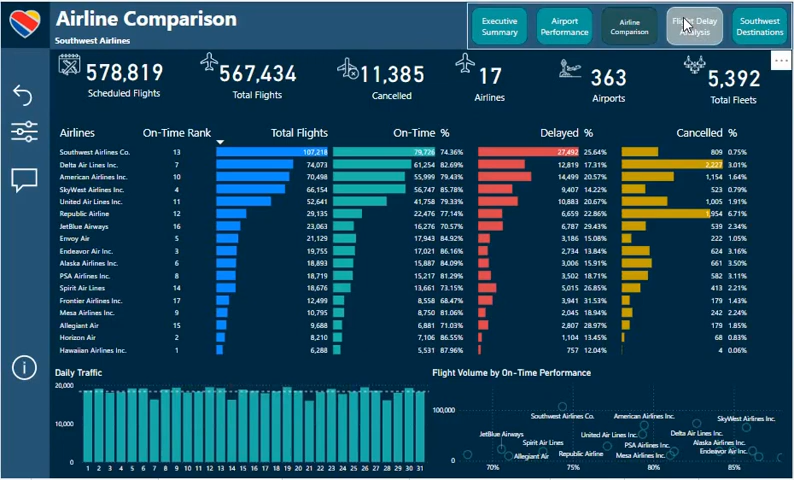 Airline Comparison
Southwest Airlines
Executive Summary
Airport Performance
Airline Comparison
Flight Delay Analysis
Southwest Destinations
578,819 567,434 11,385 17 363 5,392
Scheduled Flights Total Flights Cancelled Airlines Airports Total Fleets
Airlines On-Time Rank Total Flights On-Time % Delayed % Cancelled %
Southwest Airlines Co. 13 107,218 79,726 74.36% 27,492 25.64% 809 0.75%
Delta Air Lines Inc. 7 74,073 61,254 82.69% 12,819 17.31% 2,227 3.01%
American Airlines Inc. 10 70,498 55,999 79.43% 14,499 20.57% 1,154 1.64%
SkyWest Airlines Inc. 4 66,154 56,747 85.78% 9,407 14.22% 523 0.79%
United Air Lines Inc. 11 52,641 41,758 79.33% 10,883 20.67% 1,005 1.91%
Republic Airline 12 29,135 22,476 77.14% 6,659 22.86% 1,954 6.71%
JetBlue Airways 16 23,063 16,276 70.57% 6,787 29.43% 539 2.34%
Envoy Air 5 21,129 17,943 84.92% 3,186 15.08% 222 1.05%
Endeavor Air Inc. 3 19,755 17,021 86.16% 2,734 13.84% 624 3.16%
Alaska Airlines Inc. 6 18,893 15,887 84.09% 3,006 15.91% 661 3.50%
PSA Airlines Inc. 8 18,719 15,217 81.29% 3,502 18.71% 582 3.11%
Spirit Air Lines 14 18,676 13,661 73.15% 5,015 26.85% 413 2.21%
Frontier Airlines Inc. 17 12,499 8,558 68.47% 3,941 31.53% 179 1.43%
Mesa Airlines Inc. 9 10,795 8,750 81.06% 2,045 18.94% 242 2.24%
Allegiant Air 15 9,688 6,881 71.03% 2,807 28.97% 179 1.85%
Horizon Air 2 8,210 7,106 86.55% 1,104 13.45% 68 0.83%
Hawaiian Airlines Inc. 1 6,288 5,531 87.96% 757 12.04% 4 0.06%
Daily Traffic
20,000
10,000
0
1 2 3 4 5 6 7 8 9 10 11 12 13 14 15 16 17 18 19 20 21 22 23 24 25 26 27 28 29 30 31
Flight Volume by On-Time Performance
100,000
0
Southwest Airlines Co. American Airlines Inc. SkyWest Airlines Inc.
JetBlue Airways United Air Lines Inc. Delta Air Lines Inc.
Spirit Air Lines PSA Airlines Inc. Alaska Airlines Inc.
Allegiant Air Republic Airline Mesa Airlines Inc. Endeavor Air Inc.
70% 75% 80% 85%